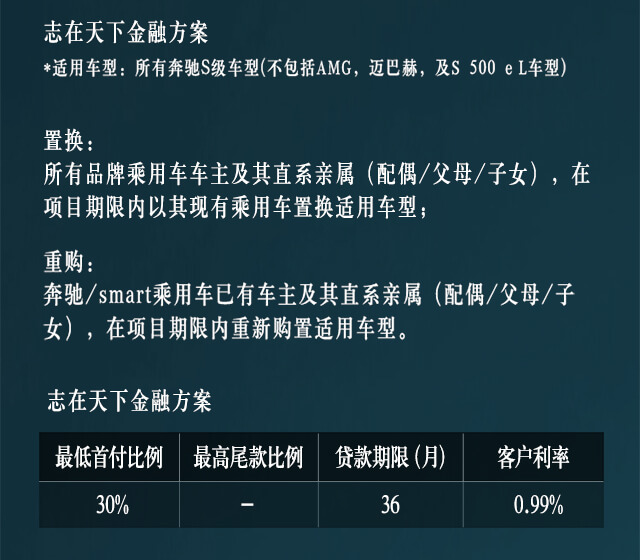 志在天下金融方案
*适用车型：所有奔驰S级车型(不包括AMG，迈巴赫，及S 500 e L车型)
置换：
所有品牌乘用车车主及其直系亲属（配偶/父母/子女），在
项目期限内以其现有乘用车置换适用车型；
重购：
奔驰/smart乘用车已有车主及其直系亲属（配偶/父母/子
女），在项目期限内重新购置适用车型。
志在天下金融方案
最低首付比例 最高尾款比例 贷款期限（月） 客户利率
30% – 36 0.99%